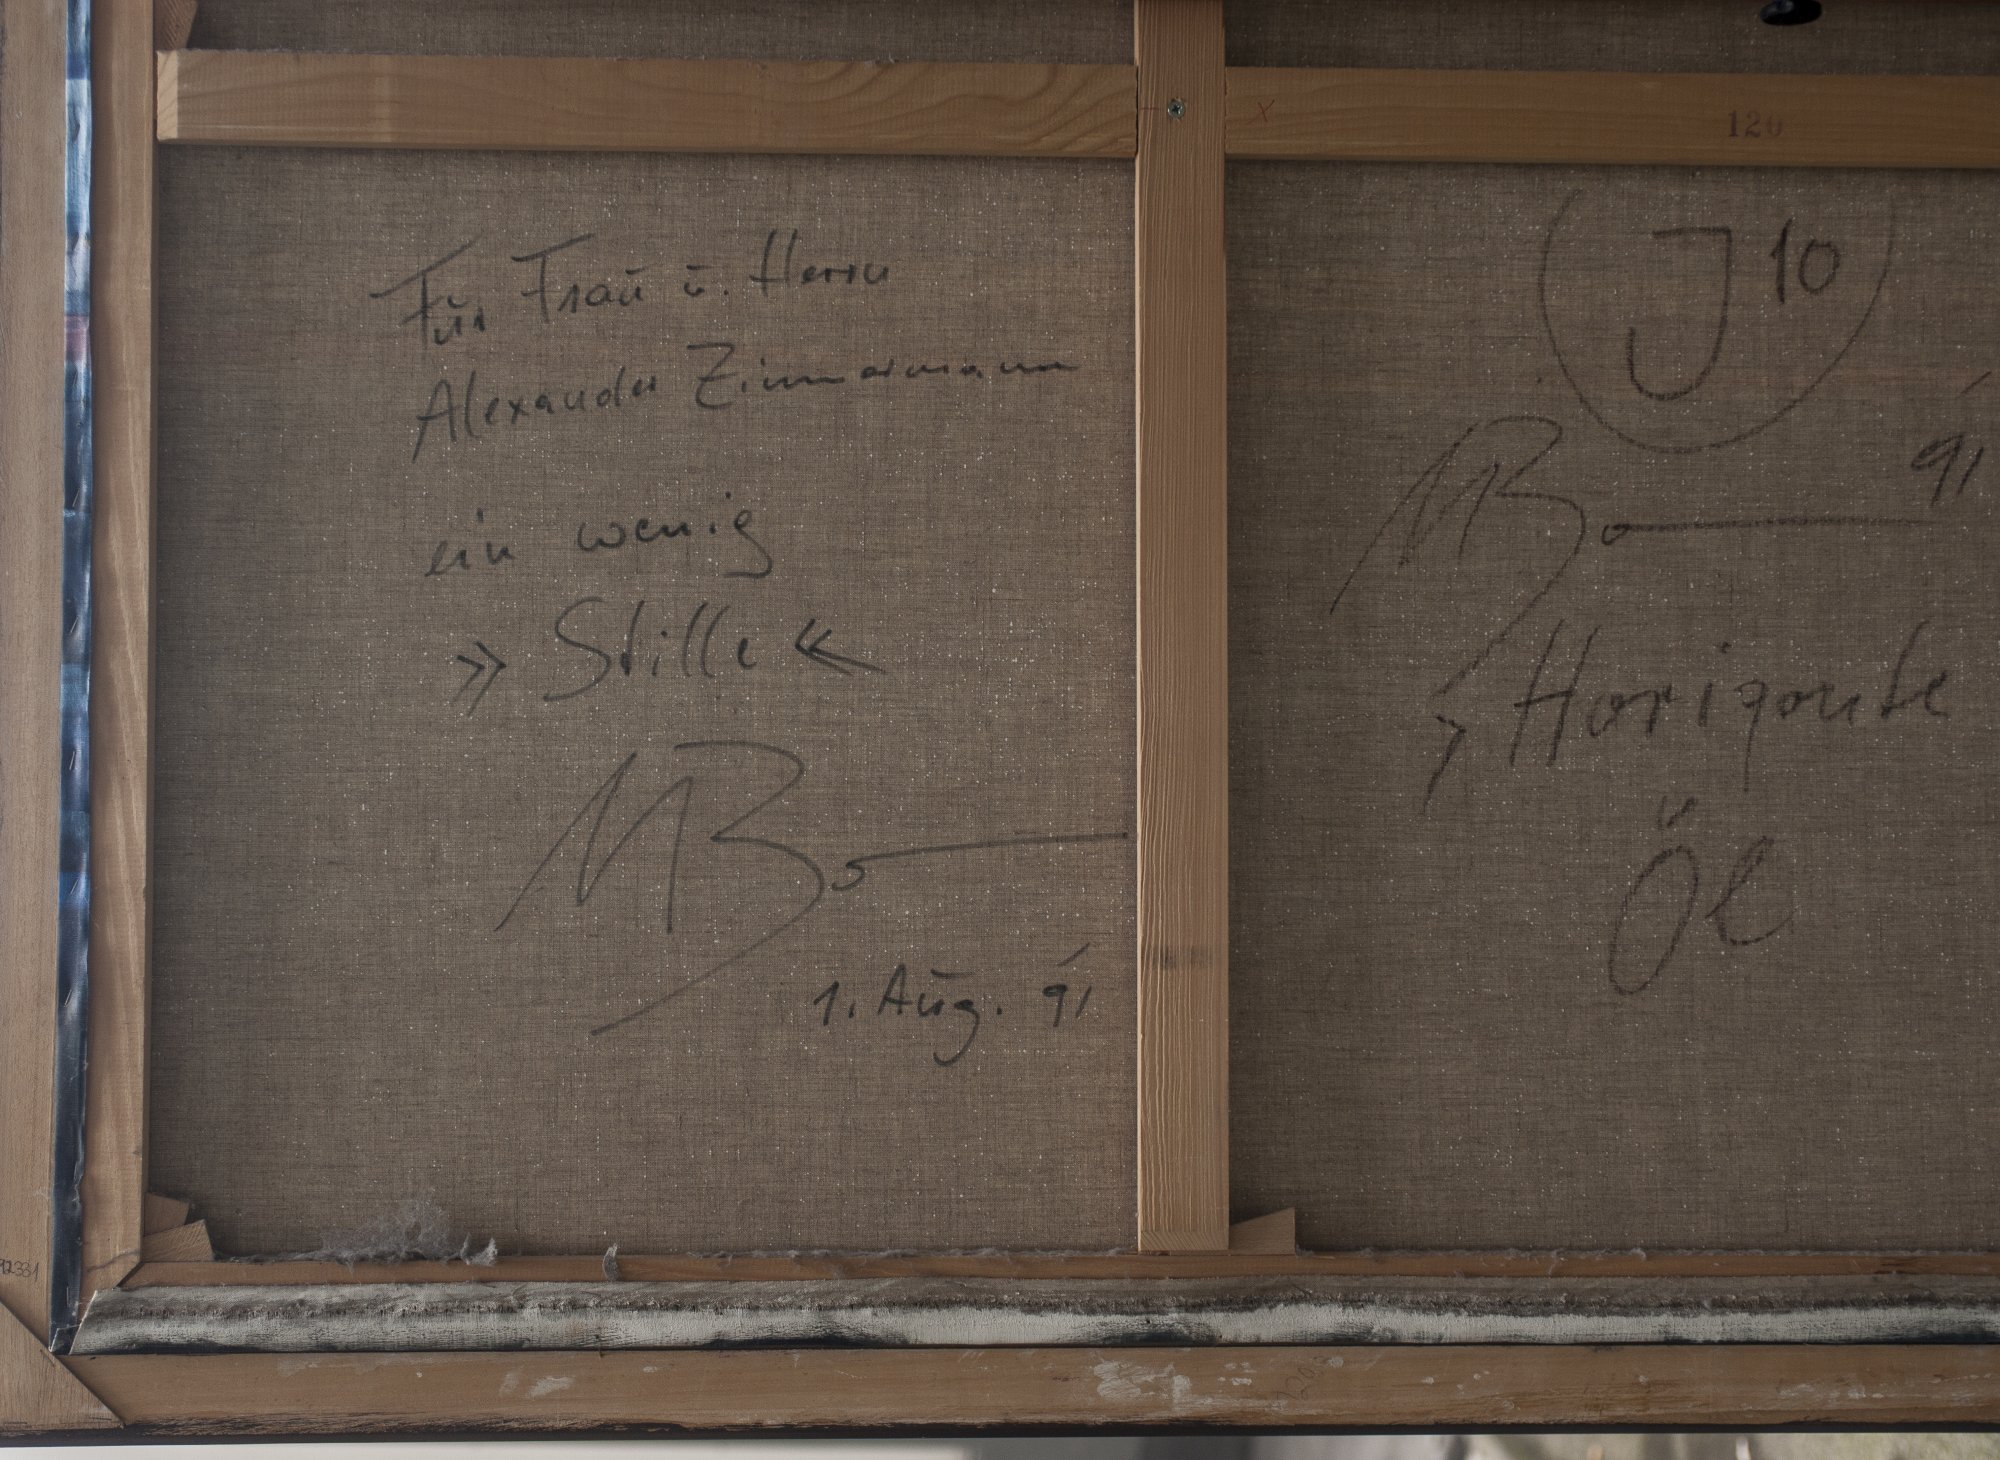 Für Frau u. Herrn
Alexander Zimmermann
ein wenig
» Stille «
1. Aug. '91
120
J 10
'91
Horizonte
Öl